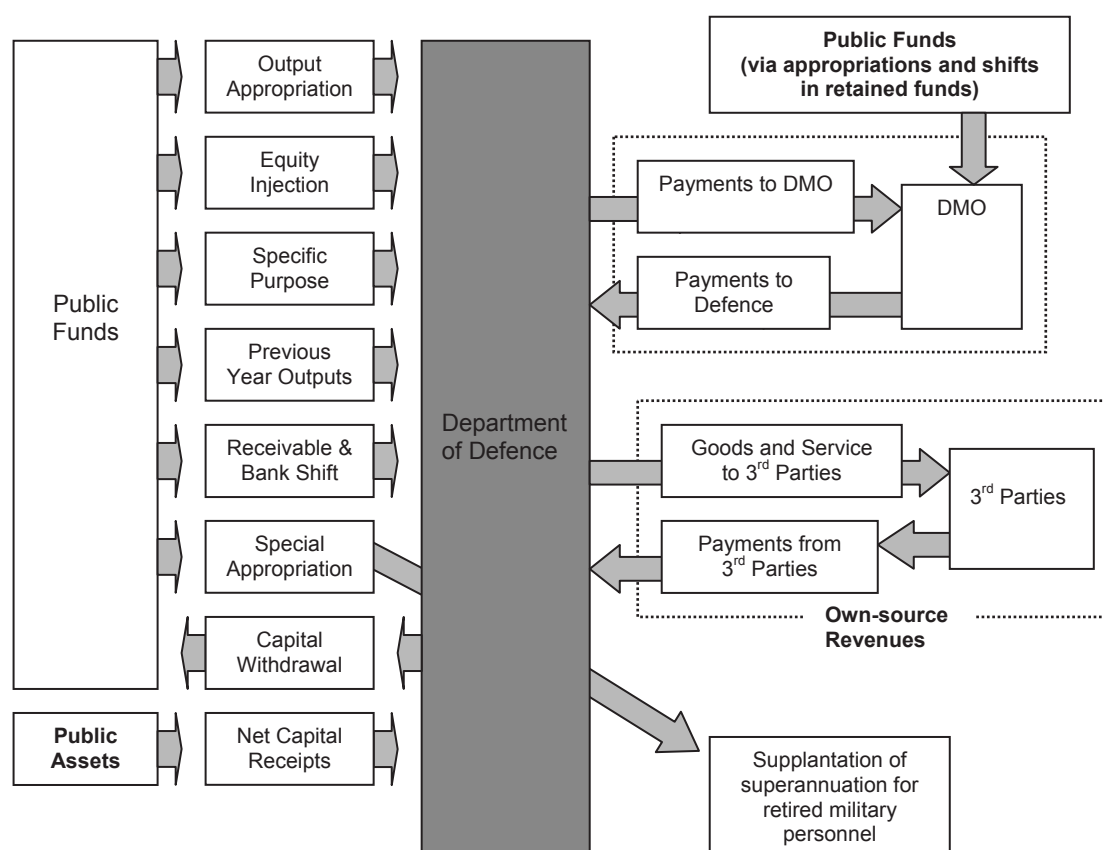 Public
Funds
Output
Appropriation
Equity
Injection
Specific
Purpose
Previous
Year Outputs
Receivable &
Bank Shift
Special
Appropriation
Capital
Withdrawal
Public
Assets
Net Capital
Receipts
Department
of Defence
Public Funds
(via appropriations and shifts
in retained funds)
Payments to DMO
DMO
Payments to
Defence
Goods and Service
to 3rd Parties
3rd Parties
Payments from
3rd Parties
Own-source
Revenues
Supplantation of
superannuation for
retired military
personnel